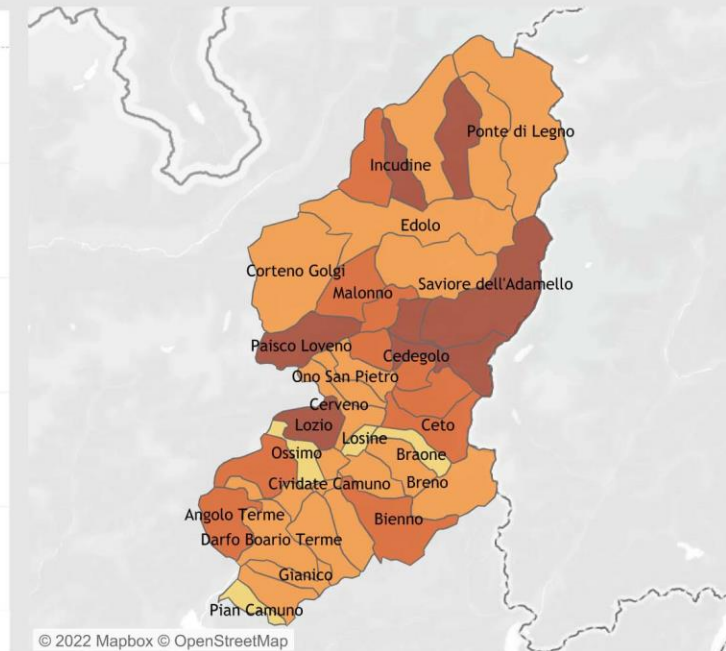 Ponte di Legno
Incudine
Edolo
Corteno Golgi
Saviore dell'Adamello
Malonno
Paisco Loveno
Cedegolo
Ono San Pietro
Cerveno
Lozio
Ceto
Losine
Ossimo
Braone
Cividate Camuno
Breno
Angolo Terme
Bienno
Darfo Boario Terme
Gianico
Pian Camuno
© 2022 Mapbox © OpenStreetMap